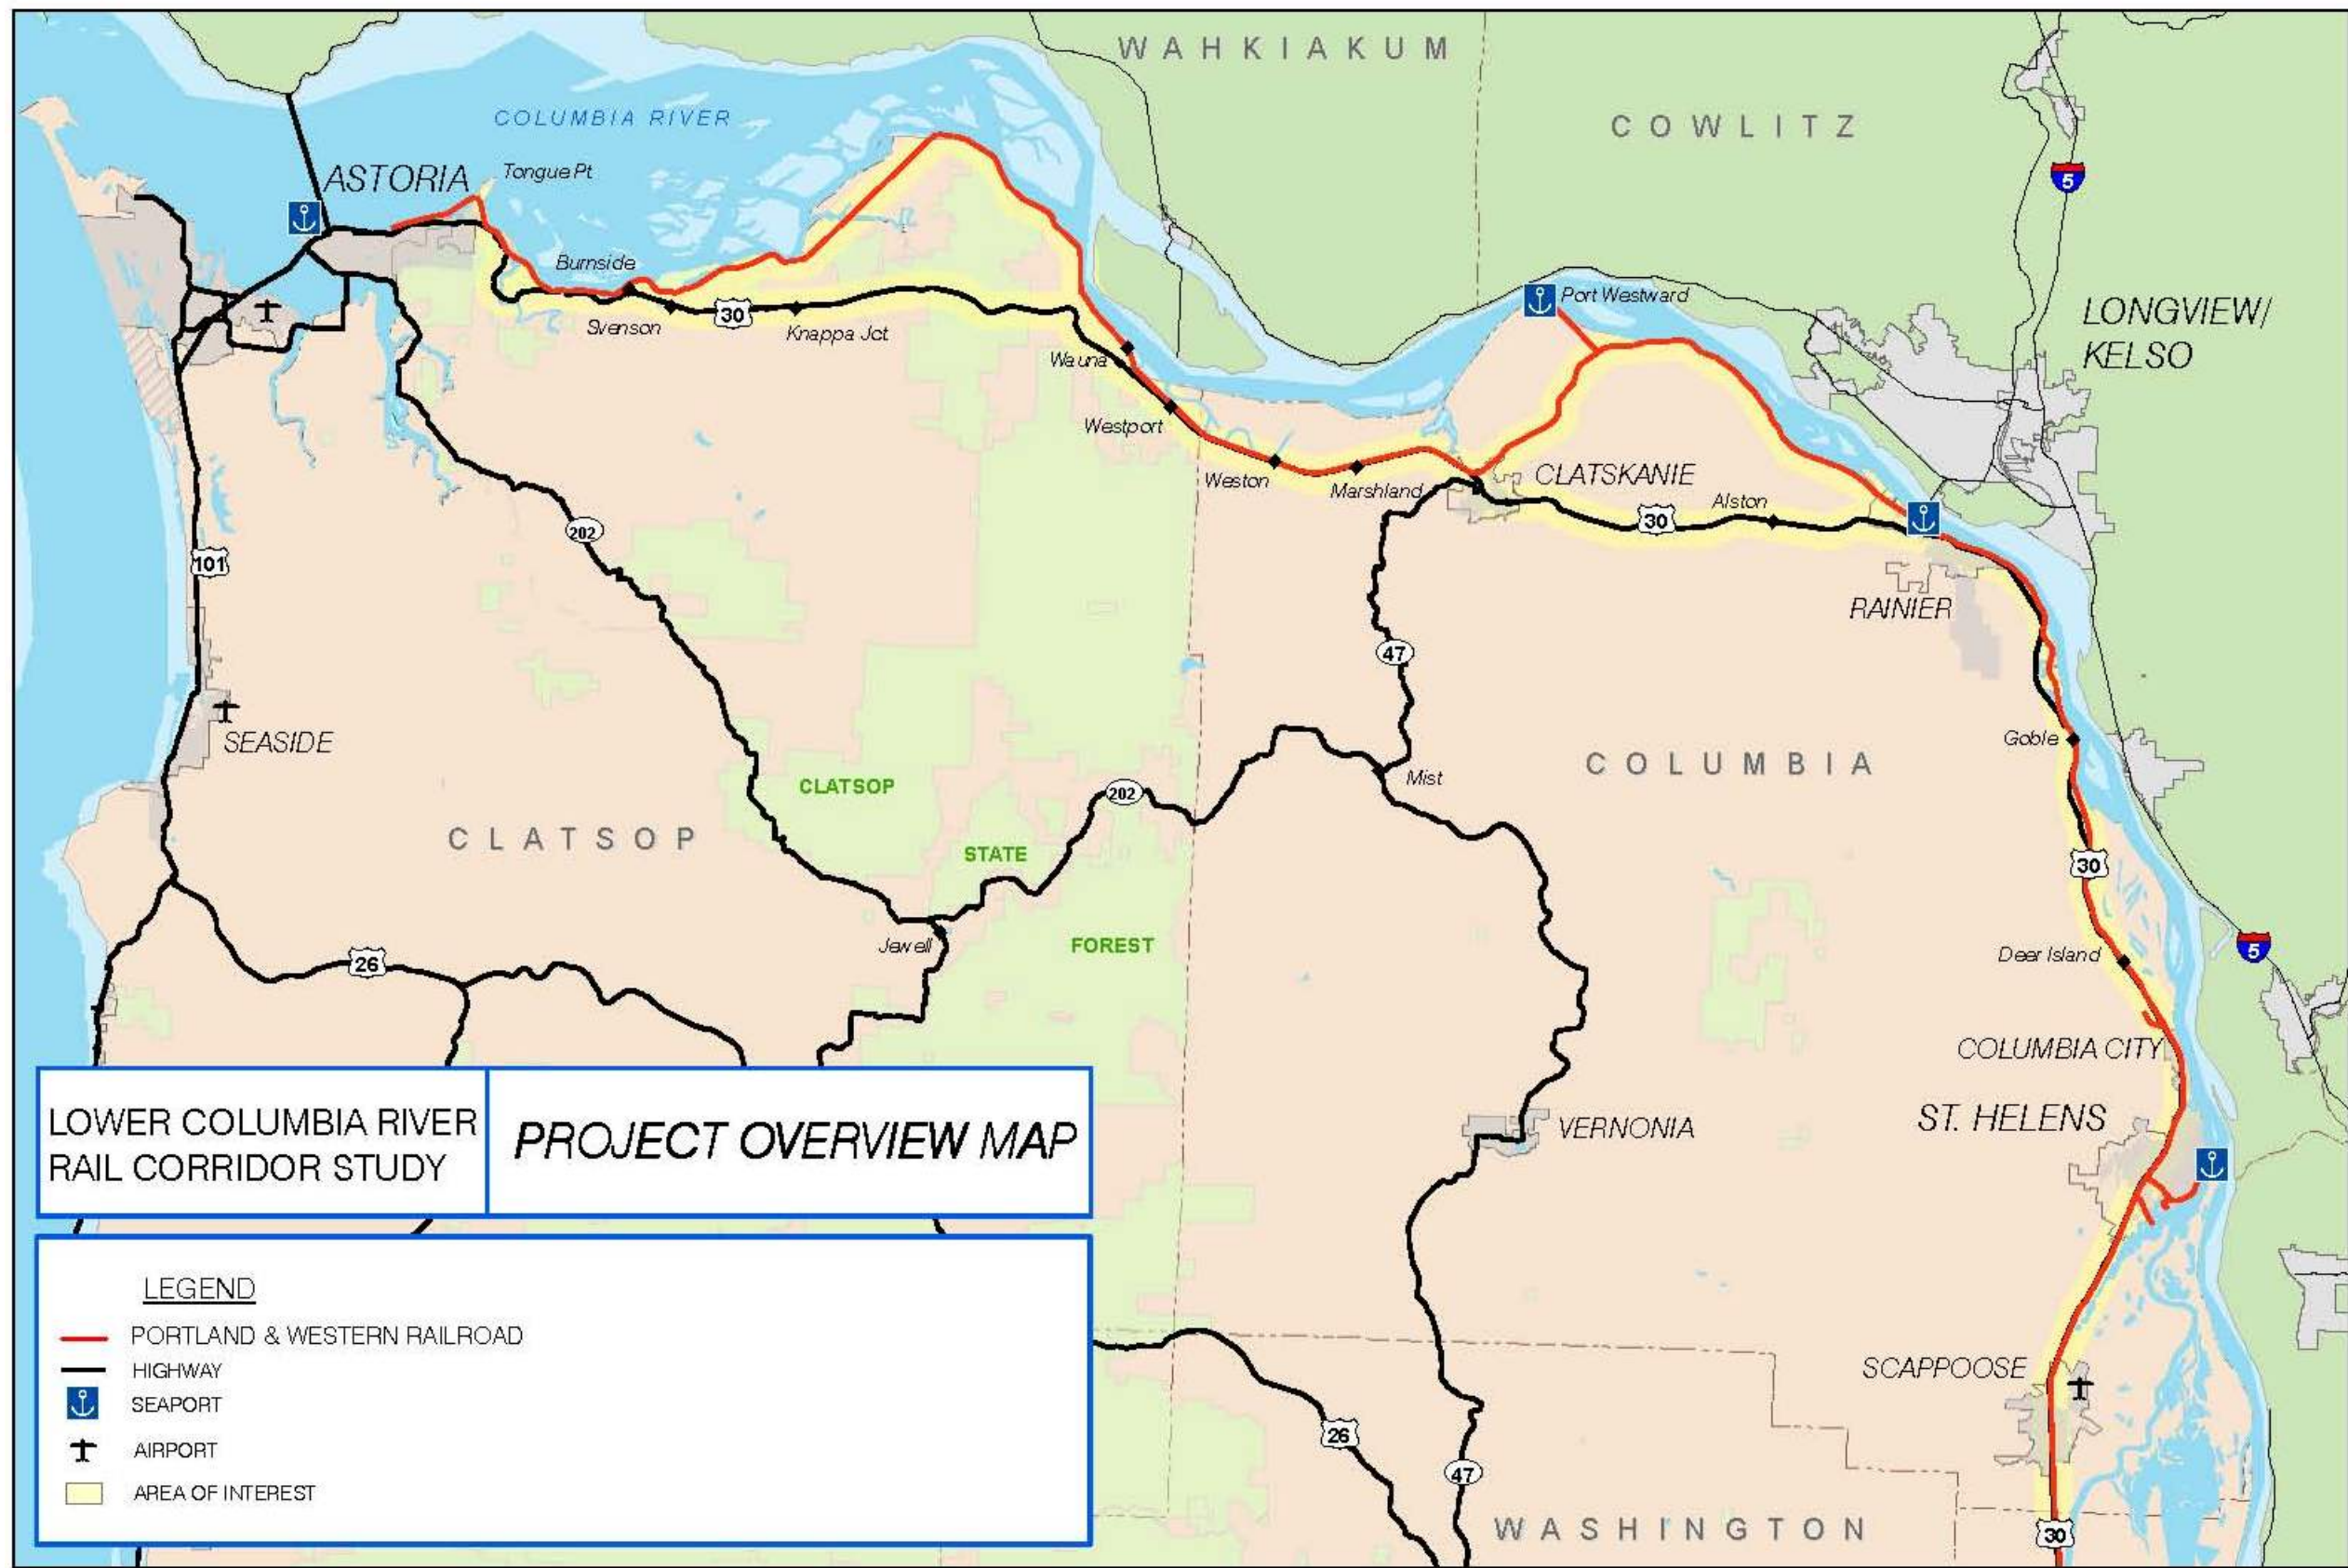 WAHKIAKUM
COWLITZ
COLUMBIA RIVER
ASTORIA
Tongue Pt
5
Burnside
Port Westward
LONGVIEW/
KELSO
Svenson
30
Knappa Jct
Wauna
Westport
Weston
Marshland
CLATSKANIE
Alston
30
202
101
RAINIER
47
SEASIDE
Goble
COLUMBIA
Mist
CLATSOP
202
CLATSOP
STATE
FOREST
30
Jewell
26
5
Deer Island
COLUMBIA CITY
ST. HELENS
VERNONIA
LOWER COLUMBIA RIVER
RAIL CORRIDOR STUDY
PROJECT OVERVIEW MAP
LEGEND
PORTLAND & WESTERN RAILROAD
HIGHWAY
SEAPORT
AIRPORT
AREA OF INTEREST
SCAPPOOSE
26
47
WASHINGTON
30